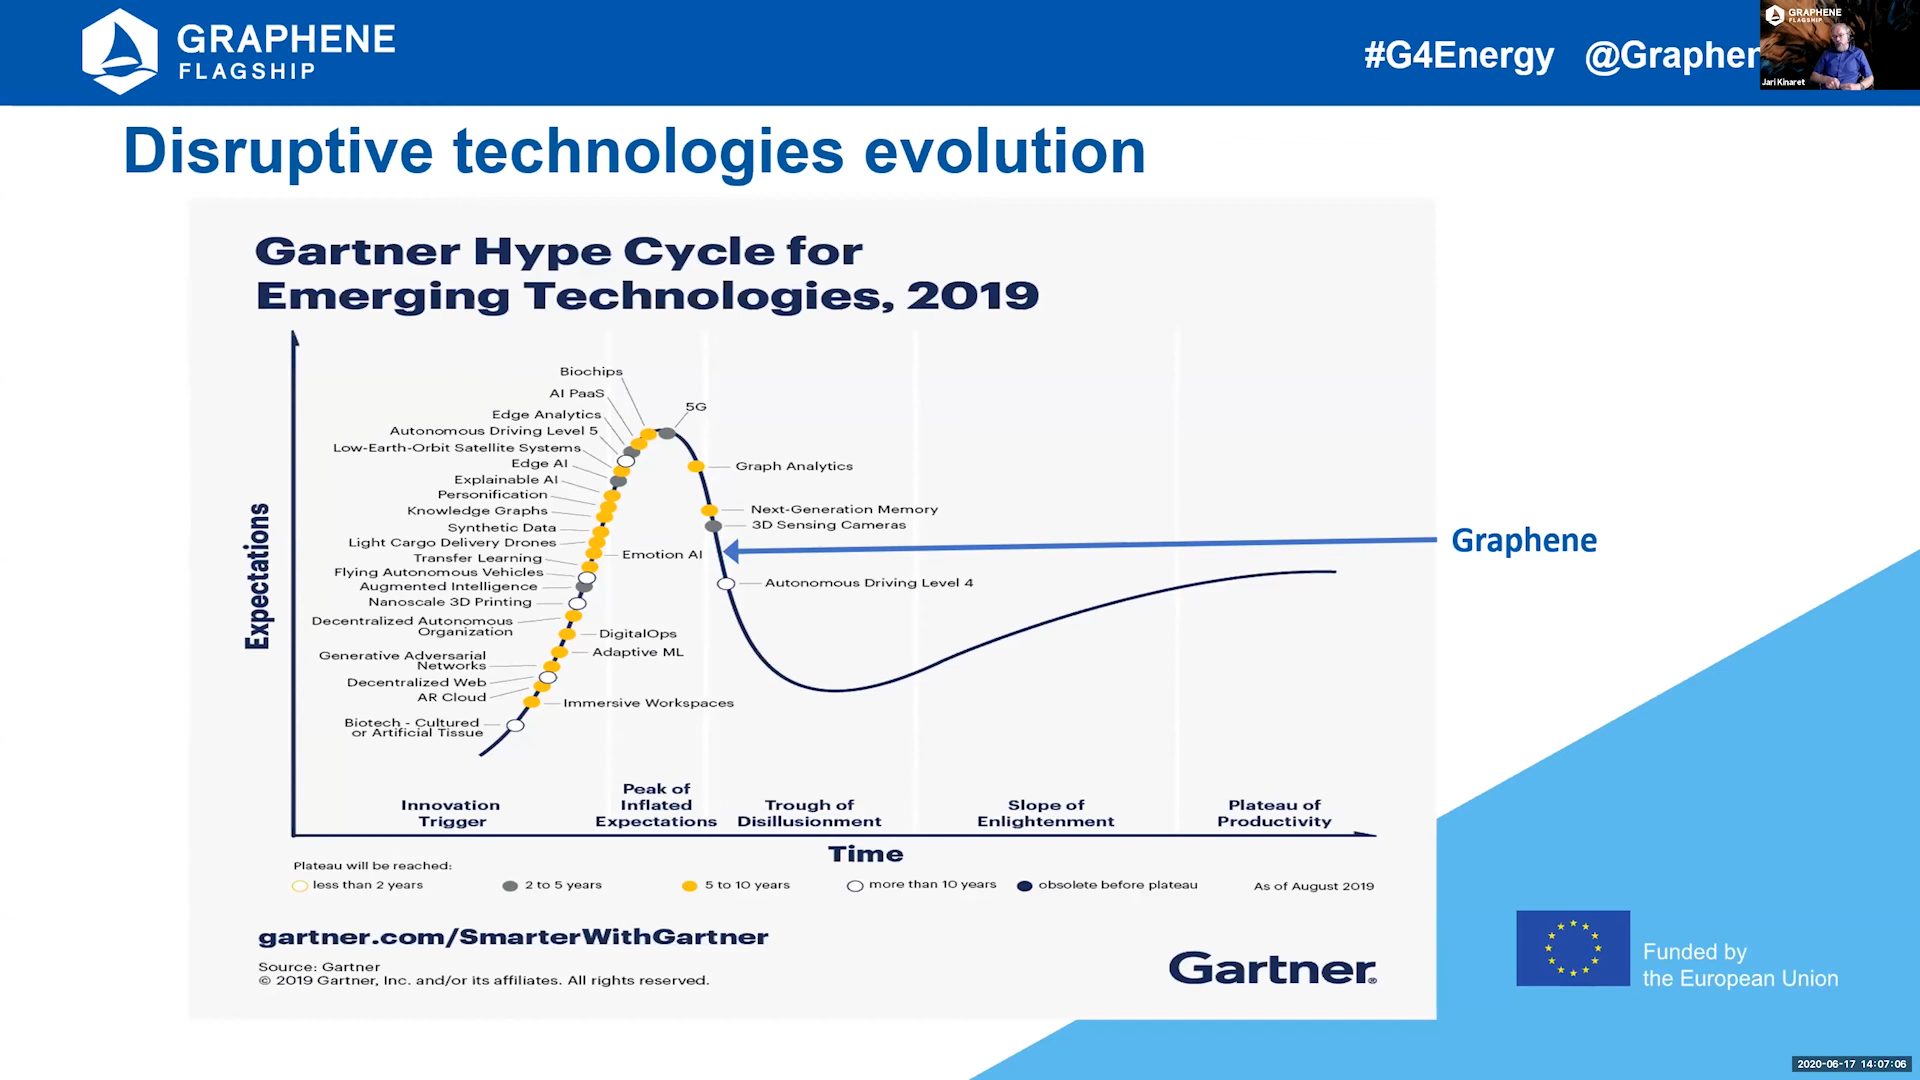 GRAPHENE
FLAGSHIP
#G4Energy @Graphen
GRAPHENE
FLAGSHIP
Jari Kinaret
Disruptive technologies evolution
Gartner Hype Cycle for
Emerging Technologies, 2019
Expectations
Biochips
AI PaaS
Edge Analytics
Autonomous Driving Level 5
Low-Earth-Orbit Satellite Systems
Edge AI
Explainable AI
Personification
Knowledge Graphs
Synthetic Data
Light Cargo Delivery Drones
Transfer Learning
Flying Autonomous Vehicles
Augmented Intelligence
Nanoscale 3D Printing
Decentralized Autonomous
Organization
Generative Adversarial
Networks
Decentralized Web
AR Cloud
Biotech - Cultured
or Artificial Tissue
5G
Graph Analytics
Next-Generation Memory
3D Sensing Cameras
Emotion AI
Graphene
Autonomous Driving Level 4
DigitalOps
Adaptive ML
Immersive Workspaces
Innovation
Trigger
Peak of
Inflated
Expectations
Trough of
Disillusionment
Slope of
Enlightenment
Plateau of
Productivity
Time
Plateau will be reached:
less than 2 years
2 to 5 years
5 to 10 years
more than 10 years
obsolete before plateau
As of August 2019
gartner.com/SmarterWithGartner
Source: Gartner
© 2019 Gartner, Inc. and/or its affiliates. All rights reserved.
Gartner®
Funded by
the European Union
2020-06-17 14:07:06